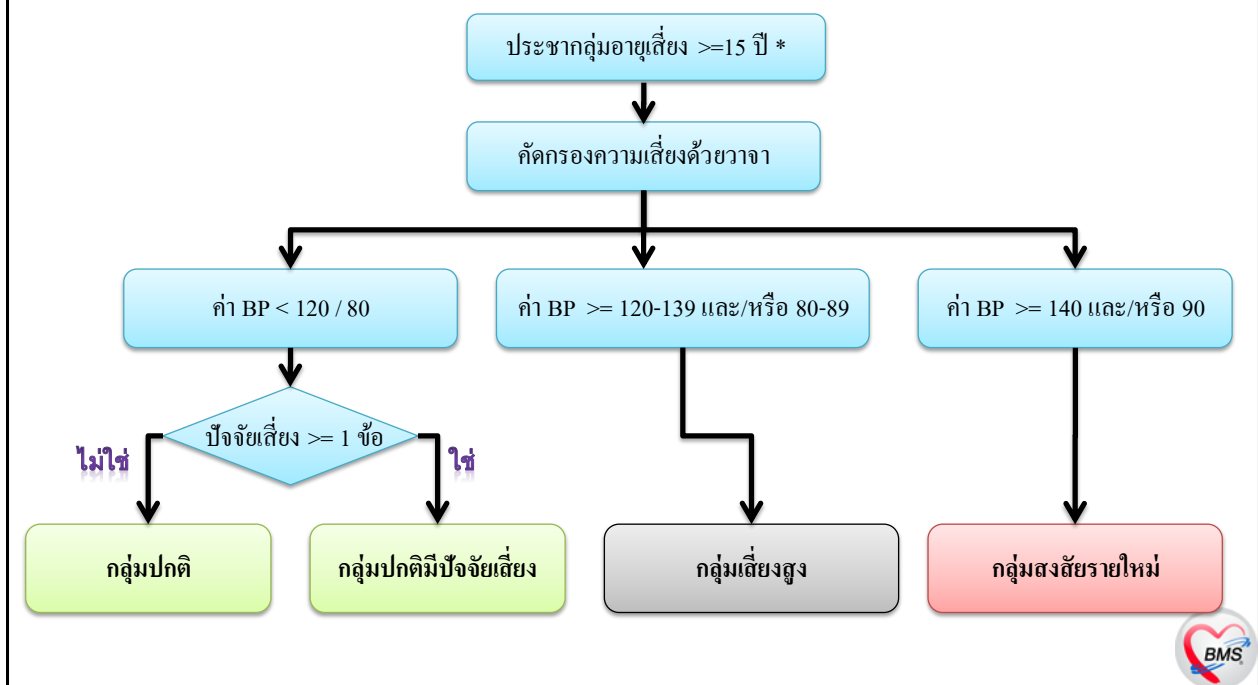 ประชากลุ่มอายุเสี่ยง >=15 ปี *
คัดกรองความเสี่ยงด้วยวาจา
ค่า BP < 120 / 80
ค่า BP >= 120-139 และ/หรือ 80-89
ค่า BP >= 140 และ/หรือ 90
ปัจจัยเสี่ยง >= 1 ข้อ
ไม่ใช่
ใช่
กลุ่มปกติ
กลุ่มปกติมีปัจจัยเสี่ยง
กลุ่มเสี่ยงสูง
กลุ่มสงสัยรายใหม่
BMS